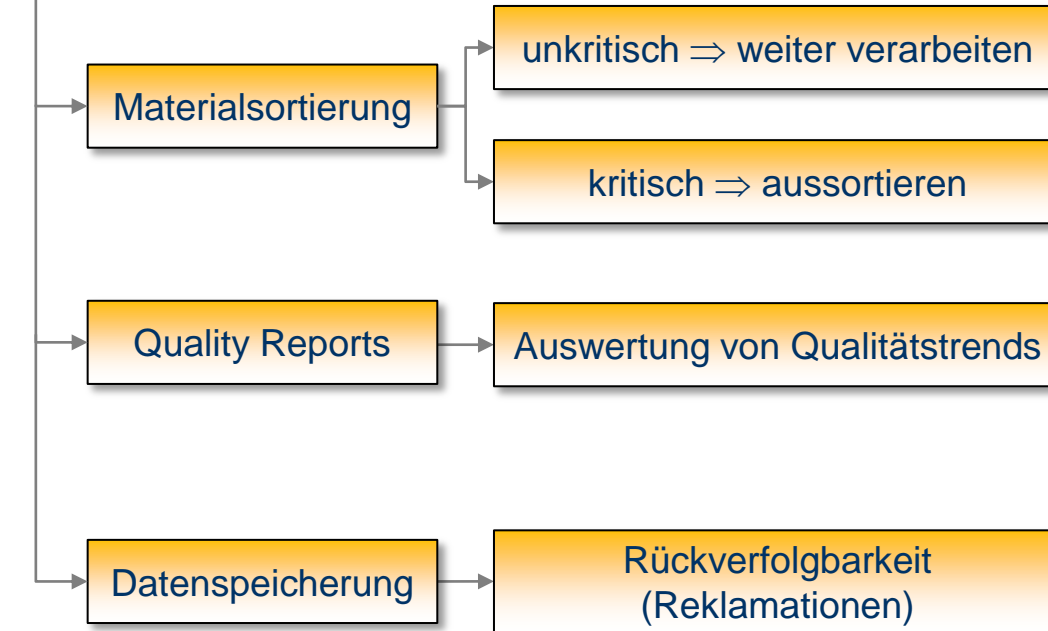 unkritisch ⇒ weiter verarbeiten
Materialsortierung
kritisch ⇒ aussortieren
Quality Reports
Auswertung von Qualitätstrends
Datenspeicherung
Rückverfolgbarkeit
(Reklamationen)